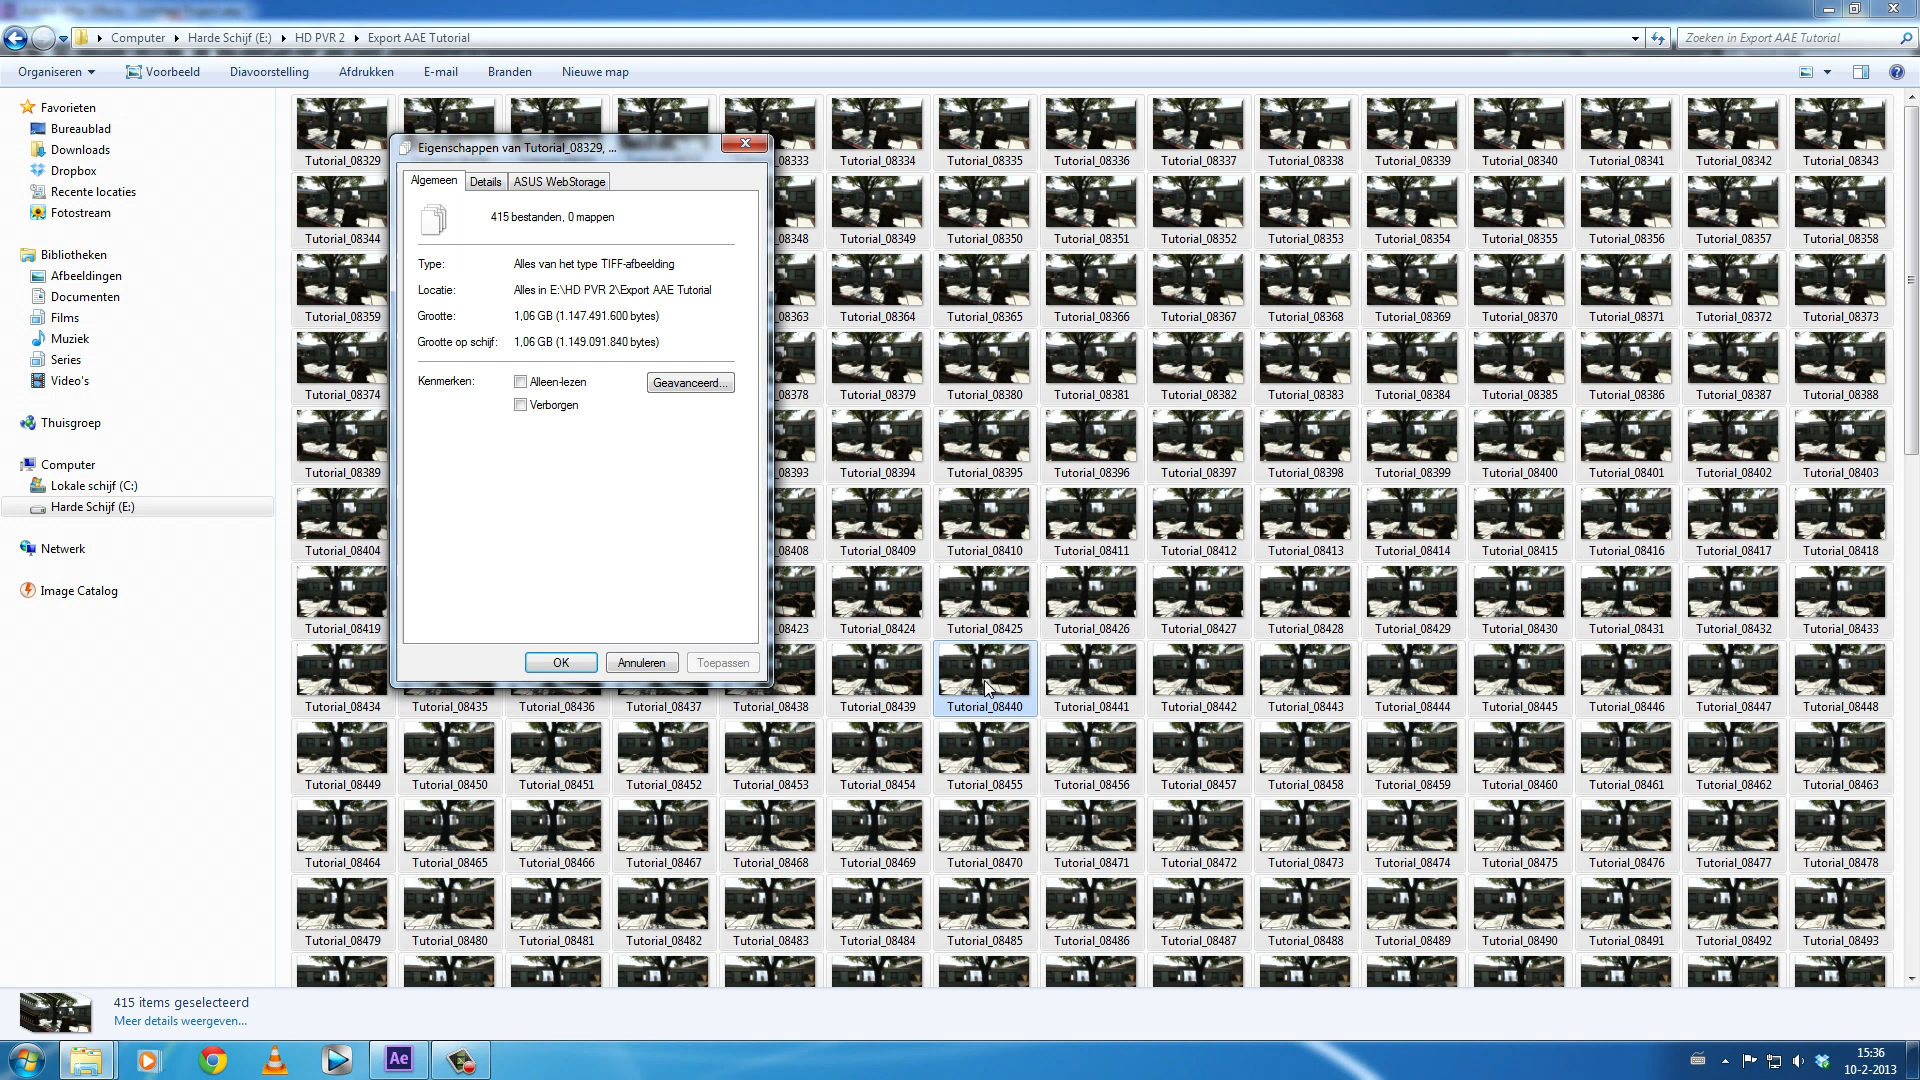 Computer ▸ Harde Schijf (E:) ▸ HD PVR 2 ▸ Export AAE Tutorial
Zoeken in Export AAE Tutorial
Organiseren Voorbeeld Diavoorstelling Afdrukken E-mail Branden Nieuwe map
Favorieten
Bureaublad
Downloads
Dropbox
Recente locaties
Fotostream
Bibliotheken
Afbeeldingen
Documenten
Films
Muziek
Series
Video's
Thuisgroep
Computer
Lokale schijf (C:)
Harde Schijf (E:)
Netwerk
Image Catalog
Eigenschappen van Tutorial_08329, ...
Algemeen Details ASUS WebStorage
415 bestanden, 0 mappen
Type: Alles van het type TIFF-afbeelding
Locatie: Alles in E:\HD PVR 2\Export AAE Tutorial
Grootte: 1,06 GB (1.147.491.600 bytes)
Grootte op schijf: 1,06 GB (1.149.091.840 bytes)
Kenmerken: Alleen-lezen Geavanceerd...
Verborgen
OK Annuleren Toepassen
Tutorial_08329 08333 Tutorial_08334 Tutorial_08335 Tutorial_08336 Tutorial_08337 Tutorial_08338 Tutorial_08339 Tutorial_08340 Tutorial_08341 Tutorial_08342 Tutorial_08343
Tutorial_08344 08348 Tutorial_08349 Tutorial_08350 Tutorial_08351 Tutorial_08352 Tutorial_08353 Tutorial_08354 Tutorial_08355 Tutorial_08356 Tutorial_08357 Tutorial_08358
Tutorial_08359 08363 Tutorial_08364 Tutorial_08365 Tutorial_08366 Tutorial_08367 Tutorial_08368 Tutorial_08369 Tutorial_08370 Tutorial_08371 Tutorial_08372 Tutorial_08373
Tutorial_08374 08378 Tutorial_08379 Tutorial_08380 Tutorial_08381 Tutorial_08382 Tutorial_08383 Tutorial_08384 Tutorial_08385 Tutorial_08386 Tutorial_08387 Tutorial_08388
Tutorial_08389 08393 Tutorial_08394 Tutorial_08395 Tutorial_08396 Tutorial_08397 Tutorial_08398 Tutorial_08399 Tutorial_08400 Tutorial_08401 Tutorial_08402 Tutorial_08403
Tutorial_08404 08408 Tutorial_08409 Tutorial_08410 Tutorial_08411 Tutorial_08412 Tutorial_08413 Tutorial_08414 Tutorial_08415 Tutorial_08416 Tutorial_08417 Tutorial_08418
Tutorial_08419 08423 Tutorial_08424 Tutorial_08425 Tutorial_08426 Tutorial_08427 Tutorial_08428 Tutorial_08429 Tutorial_08430 Tutorial_08431 Tutorial_08432 Tutorial_08433
Tutorial_08434 Tutorial_08435 Tutorial_08436 Tutorial_08437 Tutorial_08438 Tutorial_08439 Tutorial_08440 Tutorial_08441 Tutorial_08442 Tutorial_08443 Tutorial_08444 Tutorial_08445 Tutorial_08446 Tutorial_08447 Tutorial_08448
Tutorial_08449 Tutorial_08450 Tutorial_08451 Tutorial_08452 Tutorial_08453 Tutorial_08454 Tutorial_08455 Tutorial_08456 Tutorial_08457 Tutorial_08458 Tutorial_08459 Tutorial_08460 Tutorial_08461 Tutorial_08462 Tutorial_08463
Tutorial_08464 Tutorial_08465 Tutorial_08466 Tutorial_08467 Tutorial_08468 Tutorial_08469 Tutorial_08470 Tutorial_08471 Tutorial_08472 Tutorial_08473 Tutorial_08474 Tutorial_08475 Tutorial_08476 Tutorial_08477 Tutorial_08478
Tutorial_08479 Tutorial_08480 Tutorial_08481 Tutorial_08482 Tutorial_08483 Tutorial_08484 Tutorial_08485 Tutorial_08486 Tutorial_08487 Tutorial_08488 Tutorial_08489 Tutorial_08490 Tutorial_08491 Tutorial_08492 Tutorial_08493
415 items geselecteerd
Meer details weergeven...
Ae
15:36
10-2-2013